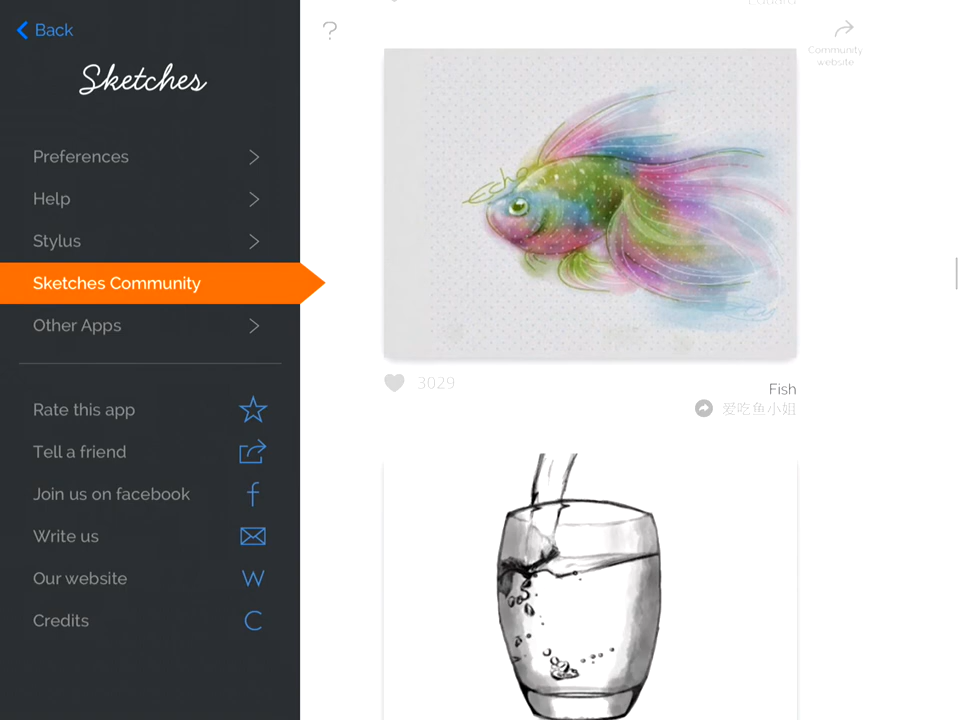 Back
Sketches
Preferences
Help
Stylus
Sketches Community
Other Apps
Rate this app
Tell a friend
Join us on facebook
f
Write us
Our website
W
Credits
C
?
Community
website
Echo
3029
Fish
爱吃鱼小姐